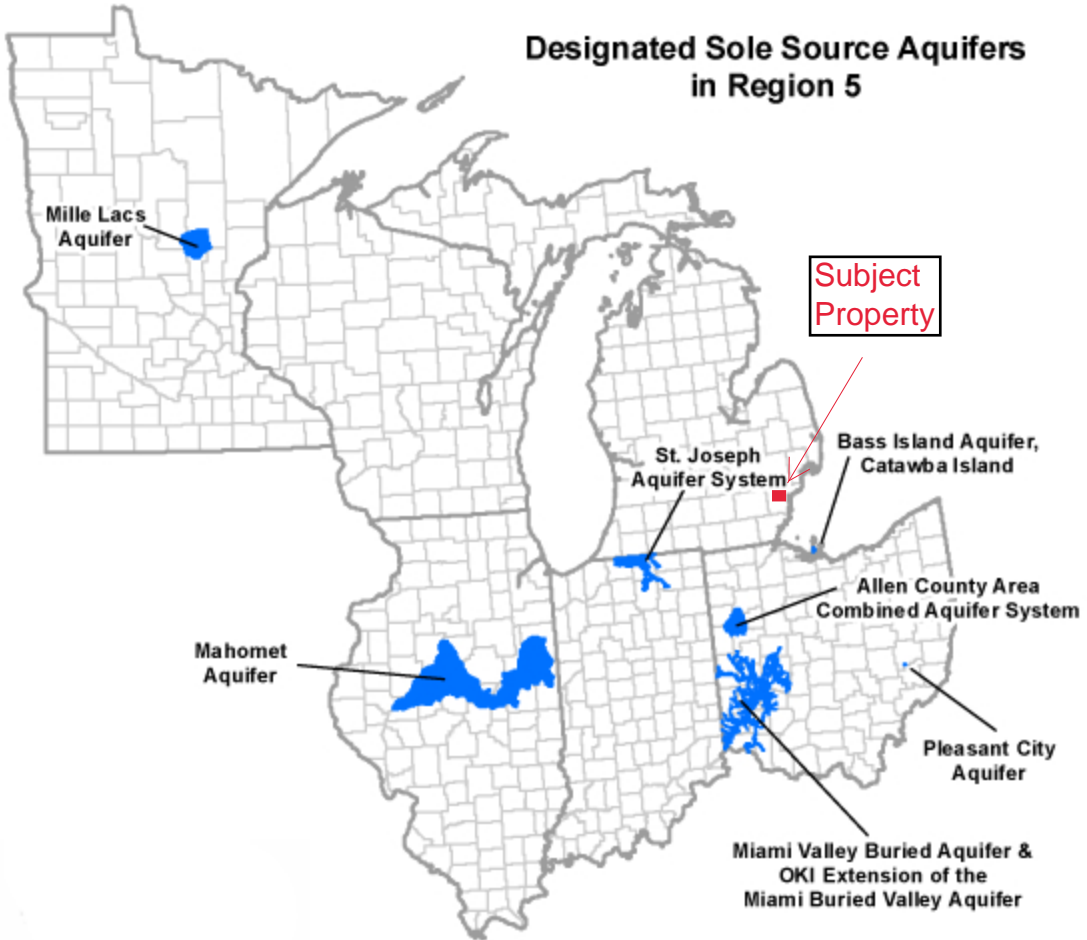 Designated Sole Source Aquifers
in Region 5
Mille Lacs
Aquifer
Subject
Property
Bass Island Aquifer,
Catawba Island
St. Joseph
Aquifer System
Allen County Area
Combined Aquifer System
Mahomet
Aquifer
Pleasant City
Aquifer
Miami Valley Buried Aquifer &
OKI Extension of the
Miami Buried Valley Aquifer